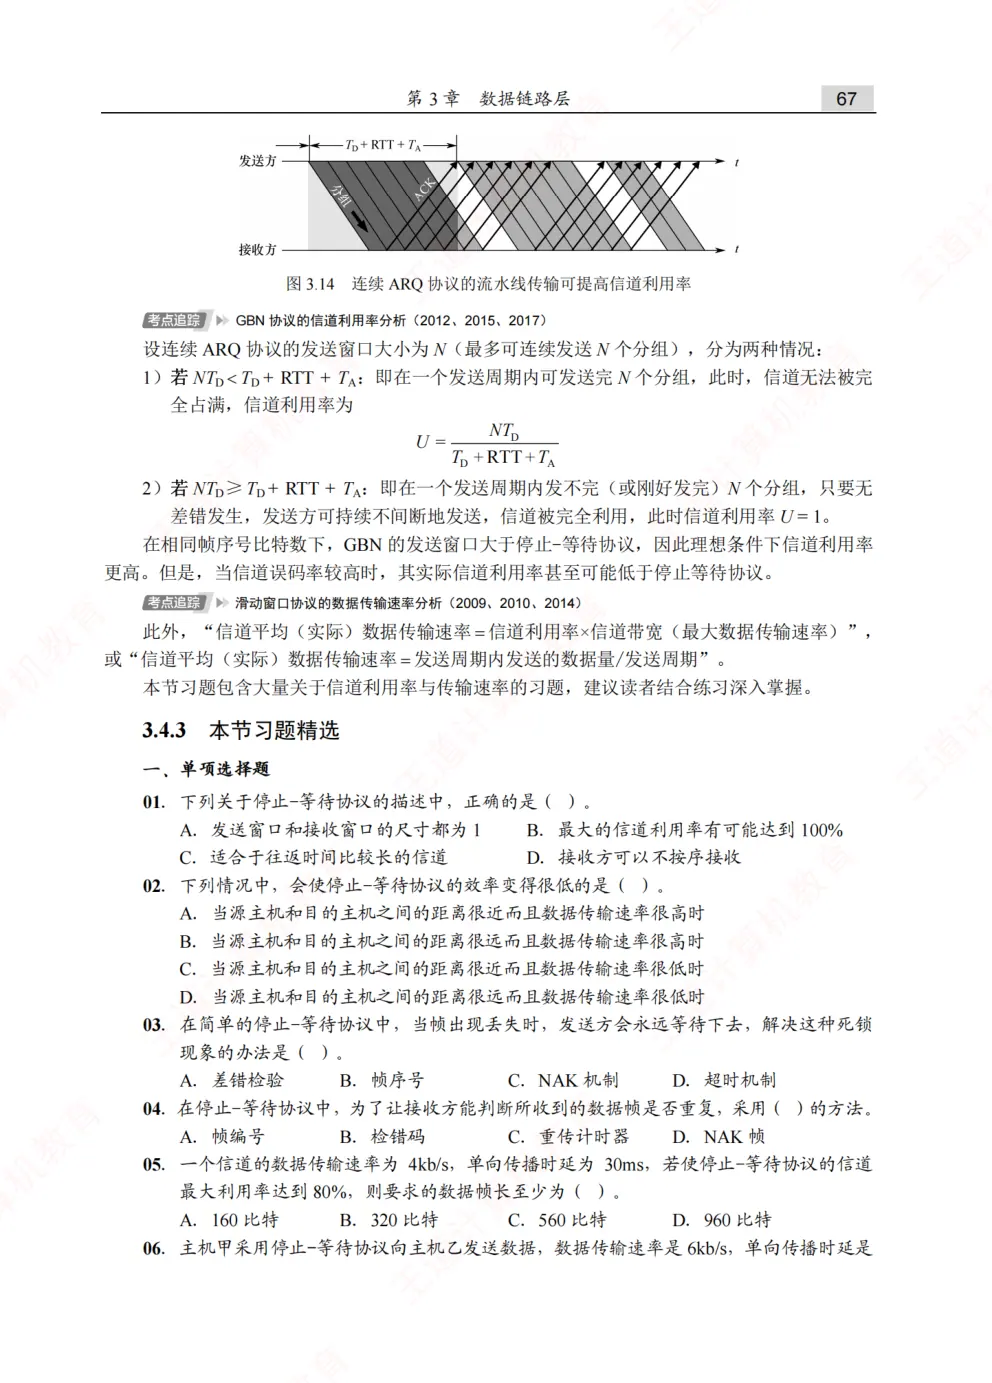 第 3 章 数据链路层 67
T_D + RTT + T_A
发送方 t
分组
ACK
接收方 t
图 3.14 连续 ARQ 协议的流水线传输可提高信道利用率
考点追踪 GBN 协议的信道利用率分析（2012、2015、2017）
设连续 ARQ 协议的发送窗口大小为 N（最多可连续发送 N 个分组），分为两种情况：
1）若 NT_D < T_D + RTT + T_A：即在一个发送周期内可发送完 N 个分组，此时，信道无法被完
全占满，信道利用率为
U = NT_D / (T_D + RTT + T_A)
2）若 NT_D ≥ T_D + RTT + T_A：即在一个发送周期内发不完（或刚好发完）N 个分组，只要无
差错发生，发送方可持续不间断地发送，信道被完全利用，此时信道利用率 U = 1。
在相同帧序号比特数下，GBN 的发送窗口大于停止-等待协议，因此理想条件下信道利用率
更高。但是，当信道误码率较高时，其实际信道利用率甚至可能低于停止等待协议。
考点追踪 滑动窗口协议的数据传输速率分析（2009、2010、2014）
此外，“信道平均（实际）数据传输速率＝信道利用率×信道带宽（最大数据传输速率）”，
或“信道平均（实际）数据传输速率＝发送周期内发送的数据量/发送周期”。
本节习题包含大量关于信道利用率与传输速率的习题，建议读者结合练习深入掌握。
3.4.3 本节习题精选
一、单项选择题
01. 下列关于停止-等待协议的描述中，正确的是（ ）。
A. 发送窗口和接收窗口的尺寸都为 1 B. 最大的信道利用率有可能达到 100%
C. 适合于往返时间比较长的信道 D. 接收方可以不按序接收
02. 下列情况中，会使停止-等待协议的效率变得很低的是（ ）。
A. 当源主机和目的主机之间的距离很近而且数据传输速率很高时
B. 当源主机和目的主机之间的距离很远而且数据传输速率很高时
C. 当源主机和目的主机之间的距离很近而且数据传输速率很低时
D. 当源主机和目的主机之间的距离很远而且数据传输速率很低时
03. 在简单的停止-等待协议中，当帧出现丢失时，发送方会永远等待下去，解决这种死锁
现象的办法是（ ）。
A. 差错检验 B. 帧序号 C. NAK 机制 D. 超时机制
04. 在停止-等待协议中，为了让接收方能判断所收到的数据帧是否重复，采用（ ）的方法。
A. 帧编号 B. 检错码 C. 重传计时器 D. NAK 帧
05. 一个信道的数据传输速率为 4kb/s，单向传播时延为 30ms，若使停止-等待协议的信道
最大利用率达到 80%，则要求的数据帧长至少为（ ）。
A. 160 比特 B. 320 比特 C. 560 比特 D. 960 比特
06. 主机甲采用停止-等待协议向主机乙发送数据，数据传输速率是 6kb/s，单向传播时延是